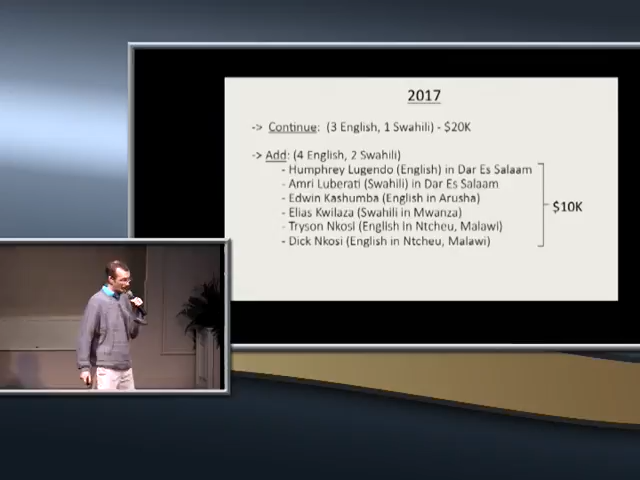 2017
-> Continue: (3 English, 1 Swahili) - $20K
-> Add: (4 English, 2 Swahili)
- Humphrey Lugendo (English) in Dar Es Salaam
- Amri Luberati (Swahili) in Dar Es Salaam
- Edwin Kashumba (English in Arusha)
- Elias Kwilaza (Swahili in Mwanza)
- Tryson Nkosi (English in Ntcheu, Malawi)
- Dick Nkosi (English in Ntcheu, Malawi)
$10K